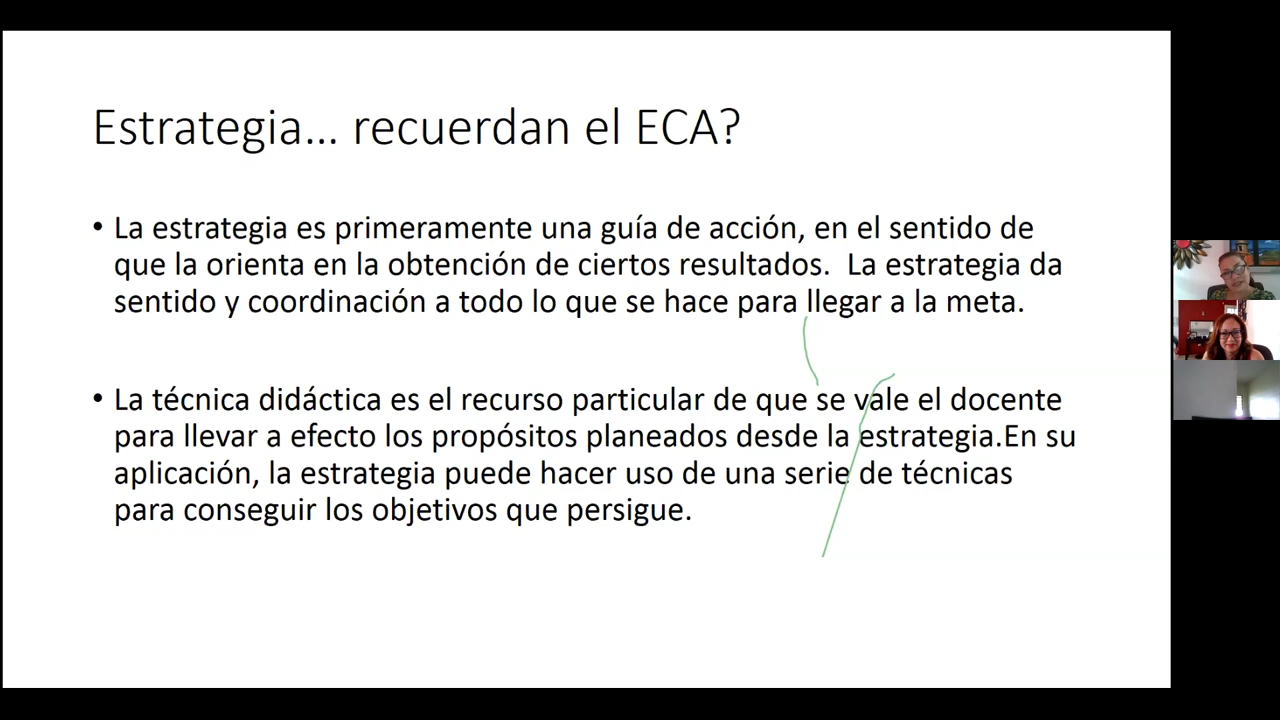 Estrategia... recuerdan el ECA?
• La estrategia es primeramente una guía de acción, en el sentido de
que la orienta en la obtención de ciertos resultados.  La estrategia da
sentido y coordinación a todo lo que se hace para llegar a la meta.
• La técnica didáctica es el recurso particular de que se vale el docente
para llevar a efecto los propósitos planeados desde la estrategia.En su
aplicación, la estrategia puede hacer uso de una serie de técnicas
para conseguir los objetivos que persigue.